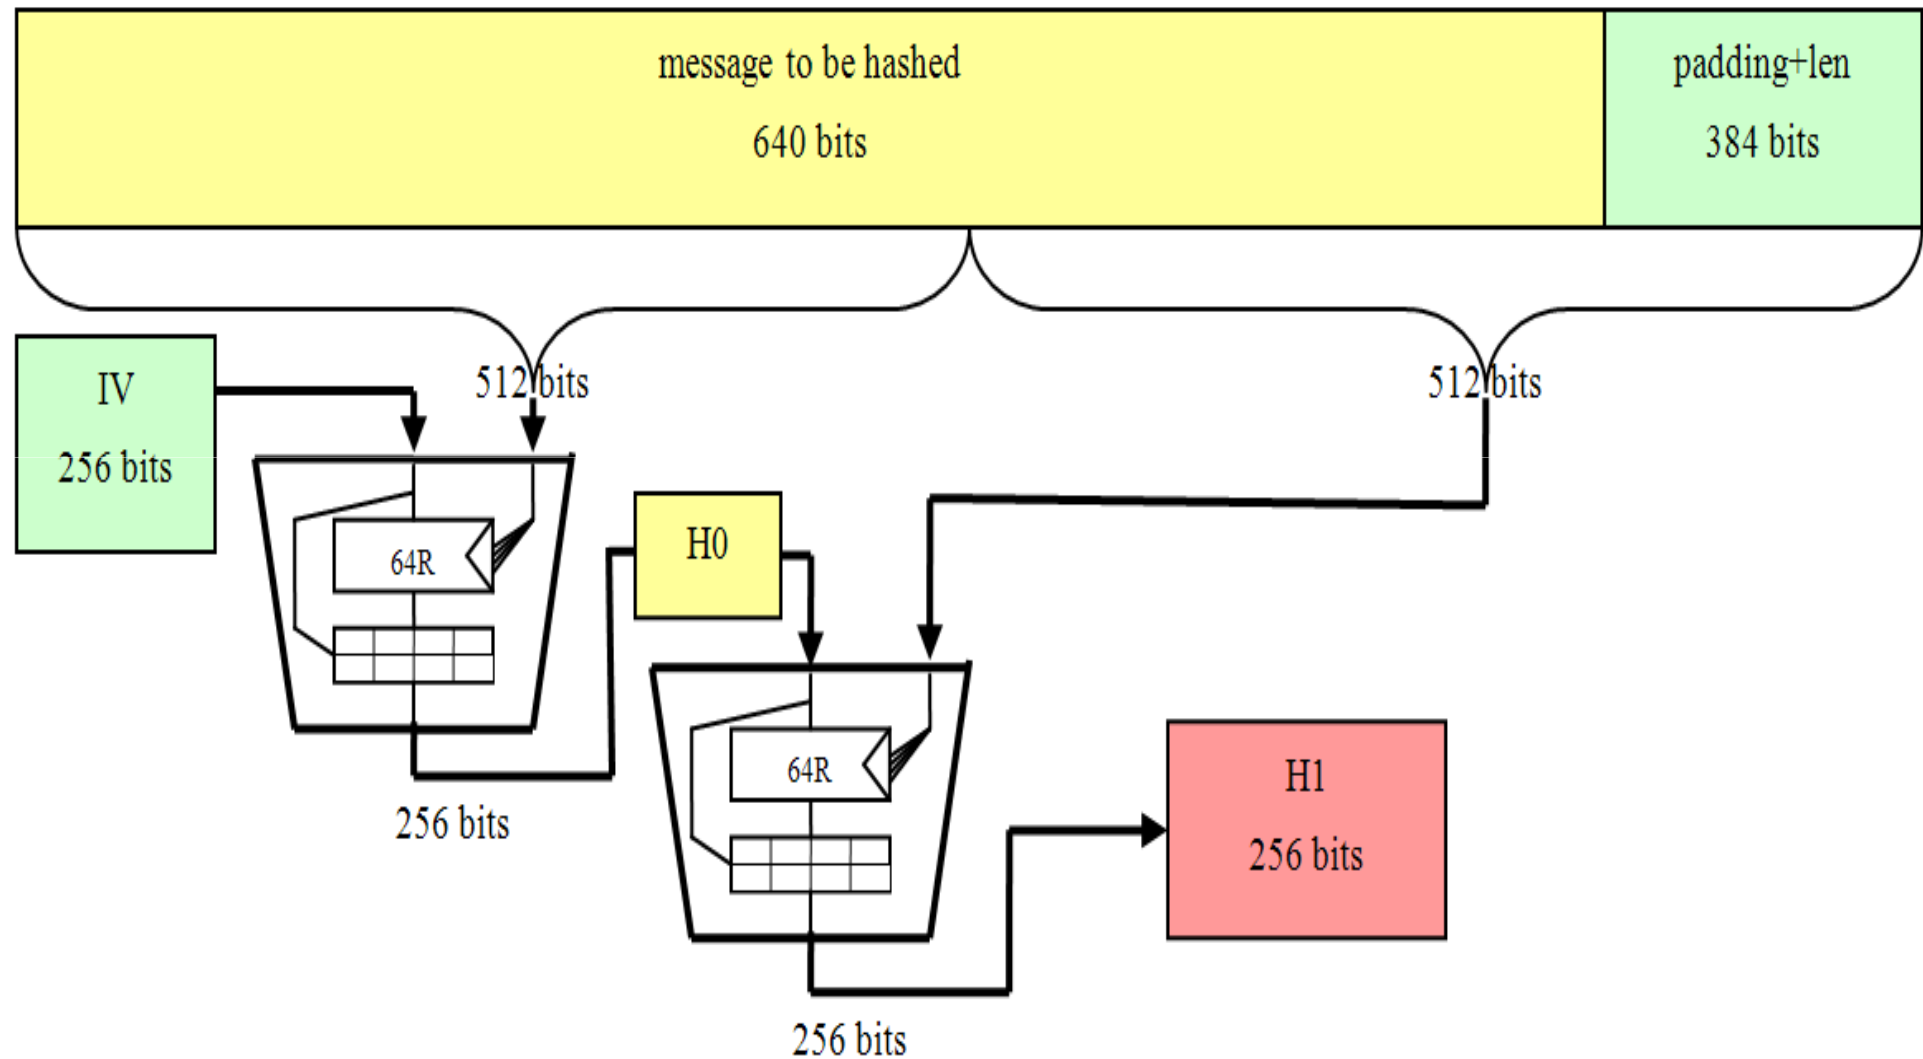 message to be hashed
640 bits
padding+len
384 bits
IV
256 bits
512 bits
512 bits
64R
256 bits
H0
64R
256 bits
H1
256 bits